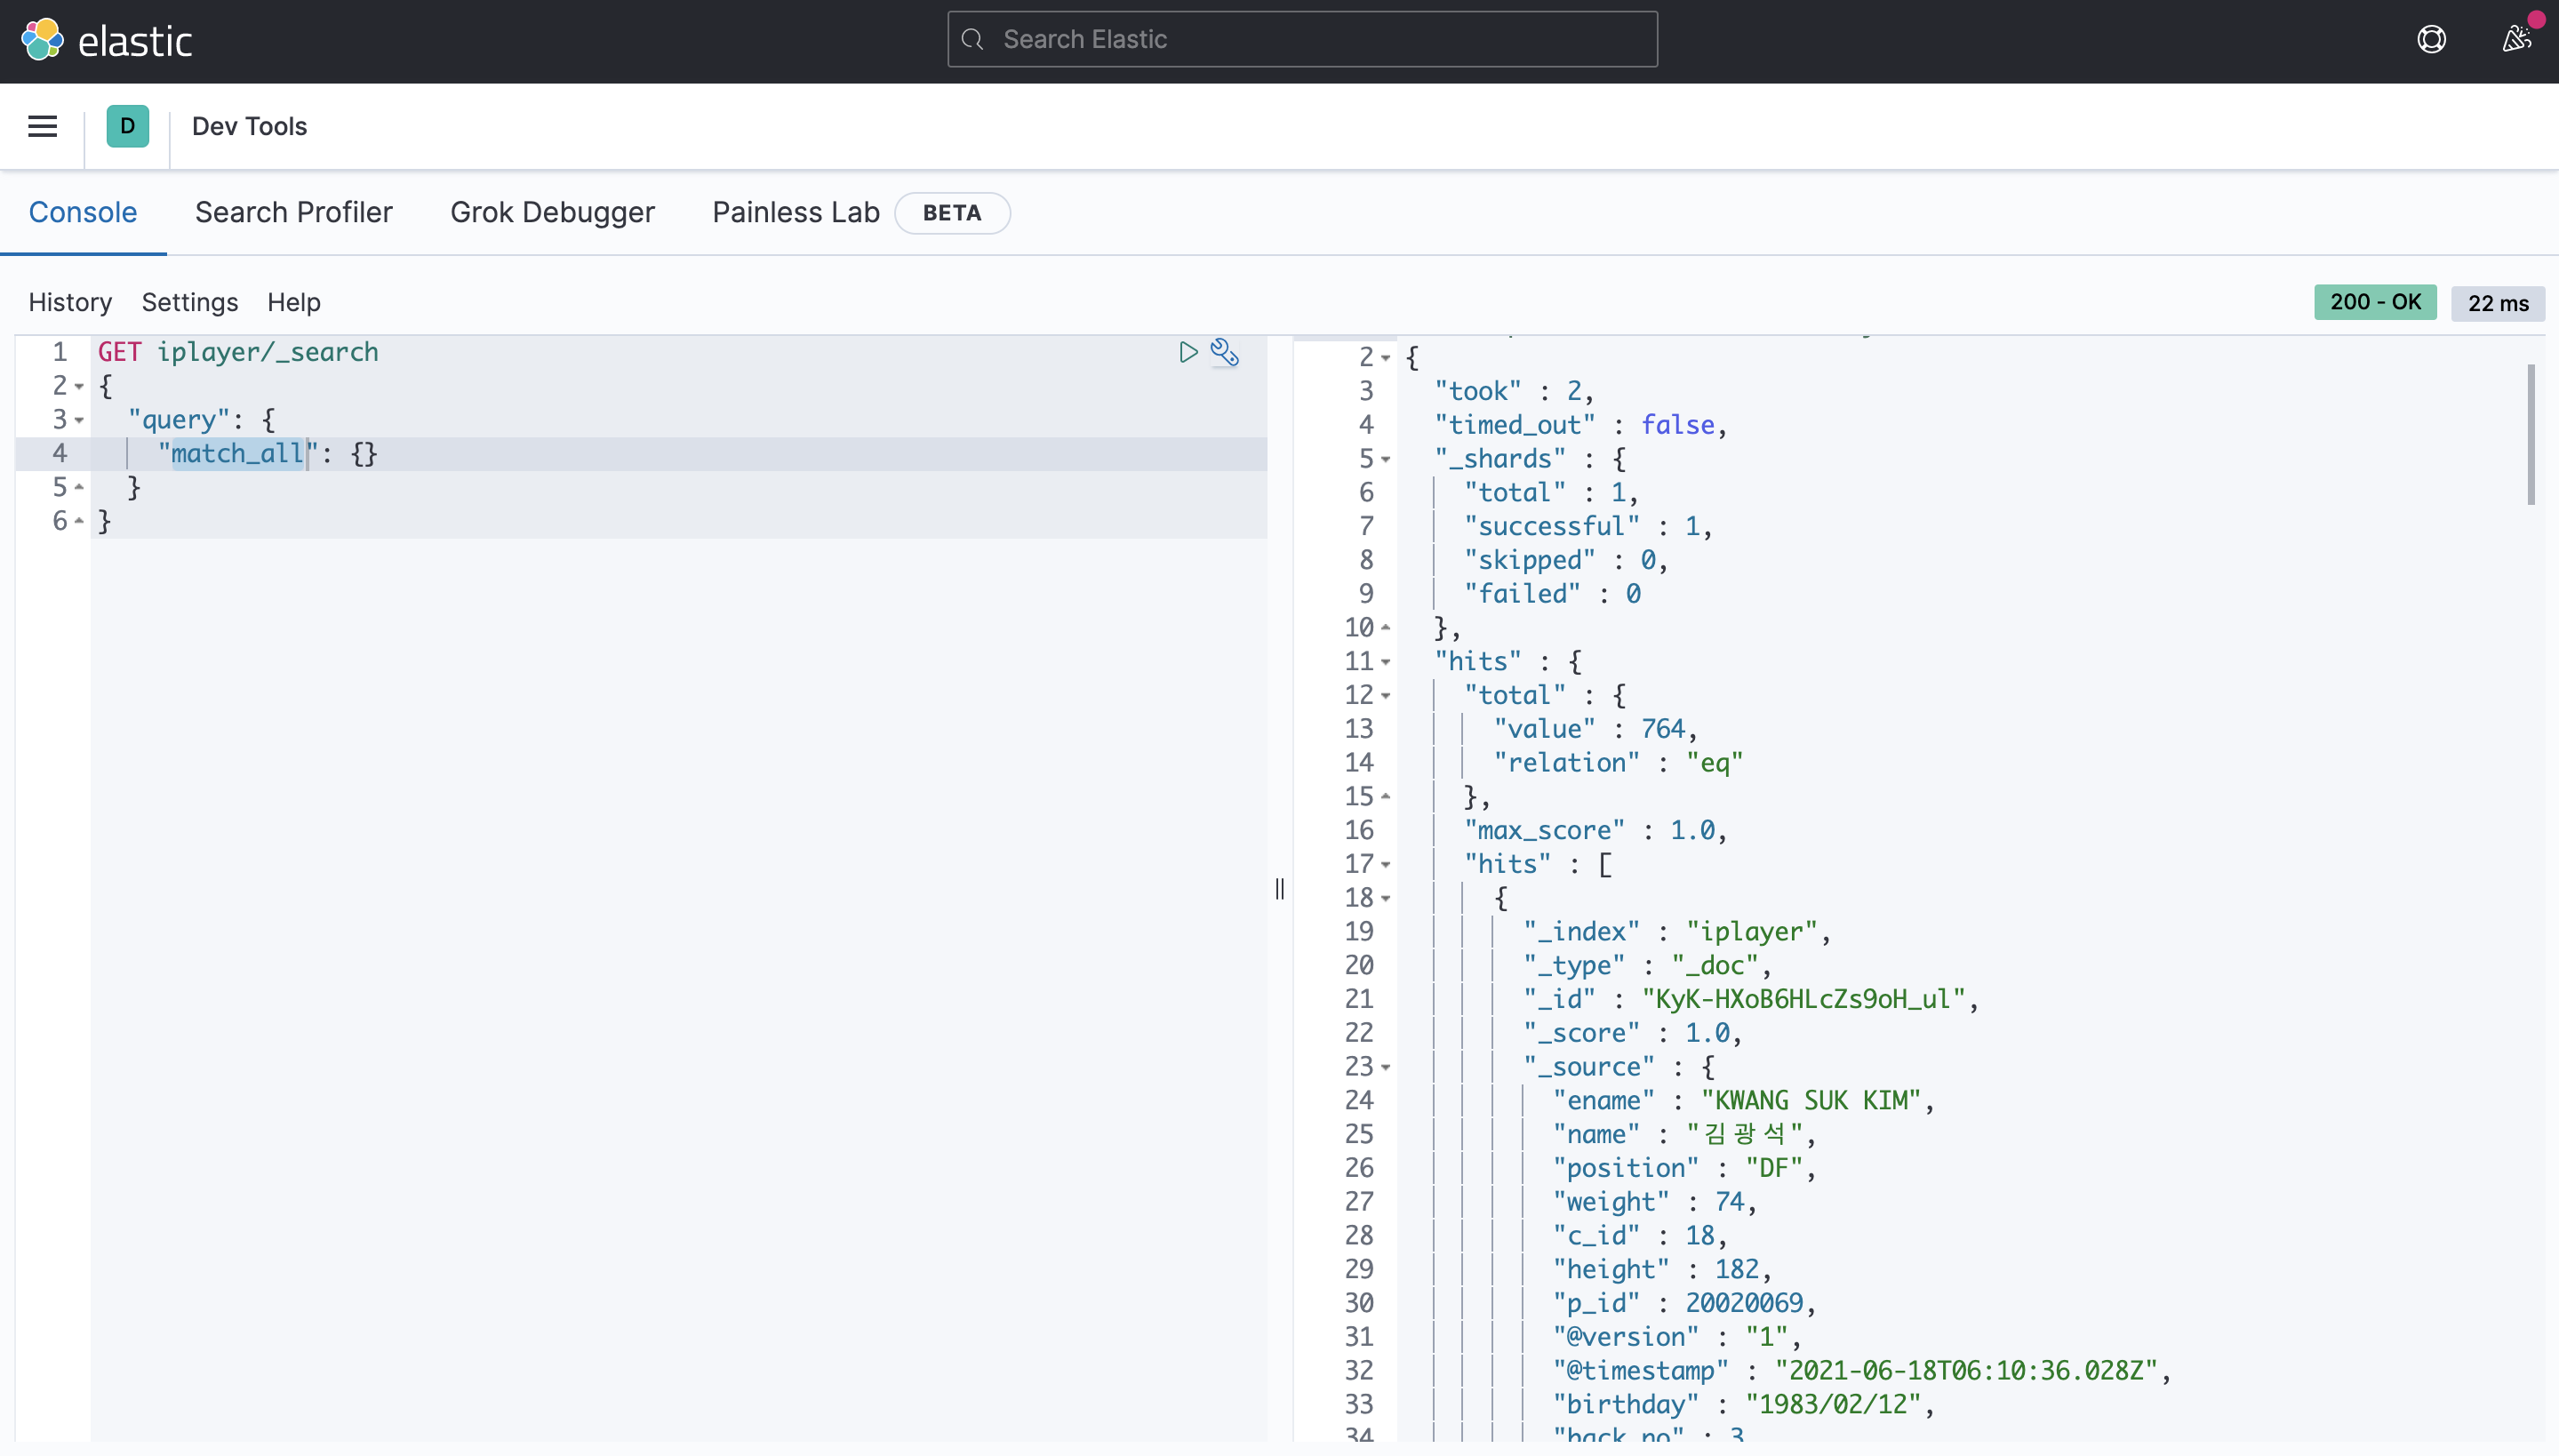 elastic
Search Elastic
D
Dev Tools
Console
Search Profiler
Grok Debugger
Painless Lab
BETA
History
Settings
Help
200 - OK
22 ms
1 GET iplayer/_search
2 {
3 "query": {
4 "match_all": {}
5 }
6 }
2 {
3 "took" : 2,
4 "timed_out" : false,
5 "_shards" : {
6 "total" : 1,
7 "successful" : 1,
8 "skipped" : 0,
9 "failed" : 0
10 },
11 "hits" : {
12 "total" : {
13 "value" : 764,
14 "relation" : "eq"
15 },
16 "max_score" : 1.0,
17 "hits" : [
18 {
19 "_index" : "iplayer",
20 "_type" : "_doc",
21 "_id" : "KyK-HXoB6HLcZs9oH_ul",
22 "_score" : 1.0,
23 "_source" : {
24 "ename" : "KWANG SUK KIM",
25 "name" : "김광석",
26 "position" : "DF",
27 "weight" : 74,
28 "c_id" : 18,
29 "height" : 182,
30 "p_id" : 20020069,
31 "@version" : "1",
32 "@timestamp" : "2021-06-18T06:10:36.028Z",
33 "birthday" : "1983/02/12",
34 "back_no" : 3